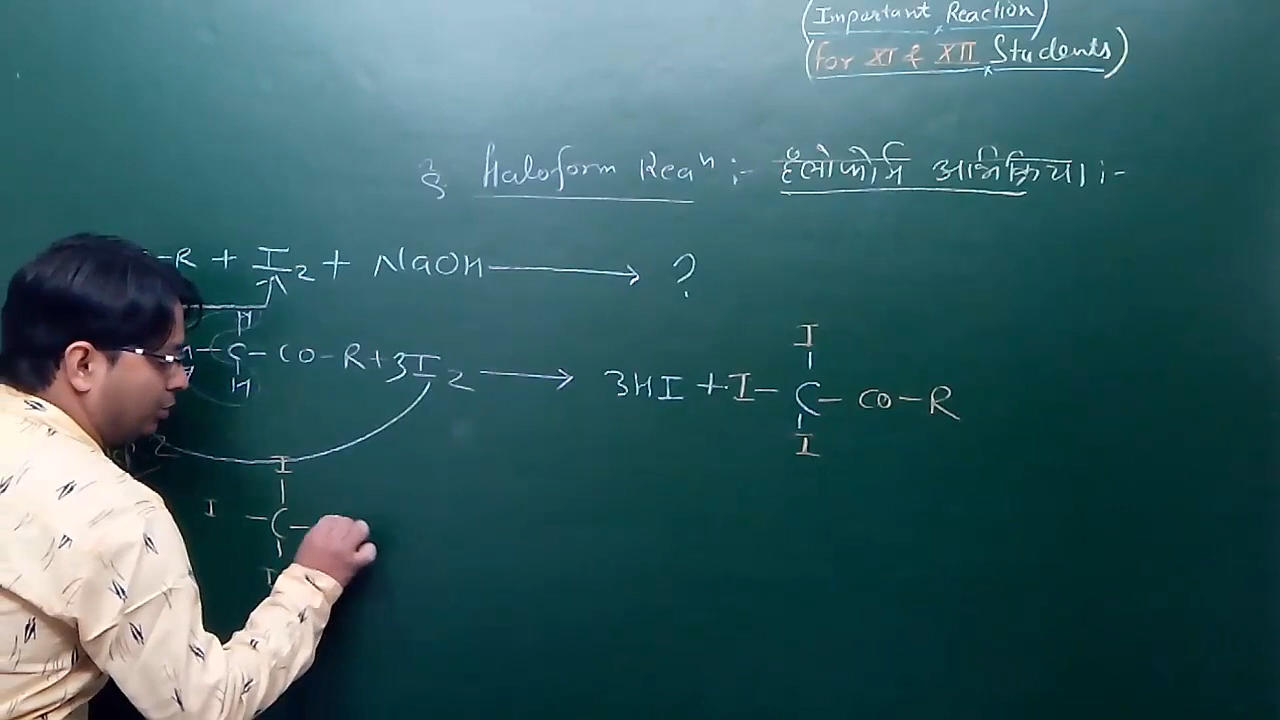 (Important Reaction)
(for XI & XII Students)
Haloform Reaⁿ :- हैलोफोर्म अभिक्रिया :-
-R + I₂ + NaOH ⟶ ?
H
-C-CO-R+3I₂ ⟶ 3HI + I-C-CO-R
H
I
I
I
I -C-
I